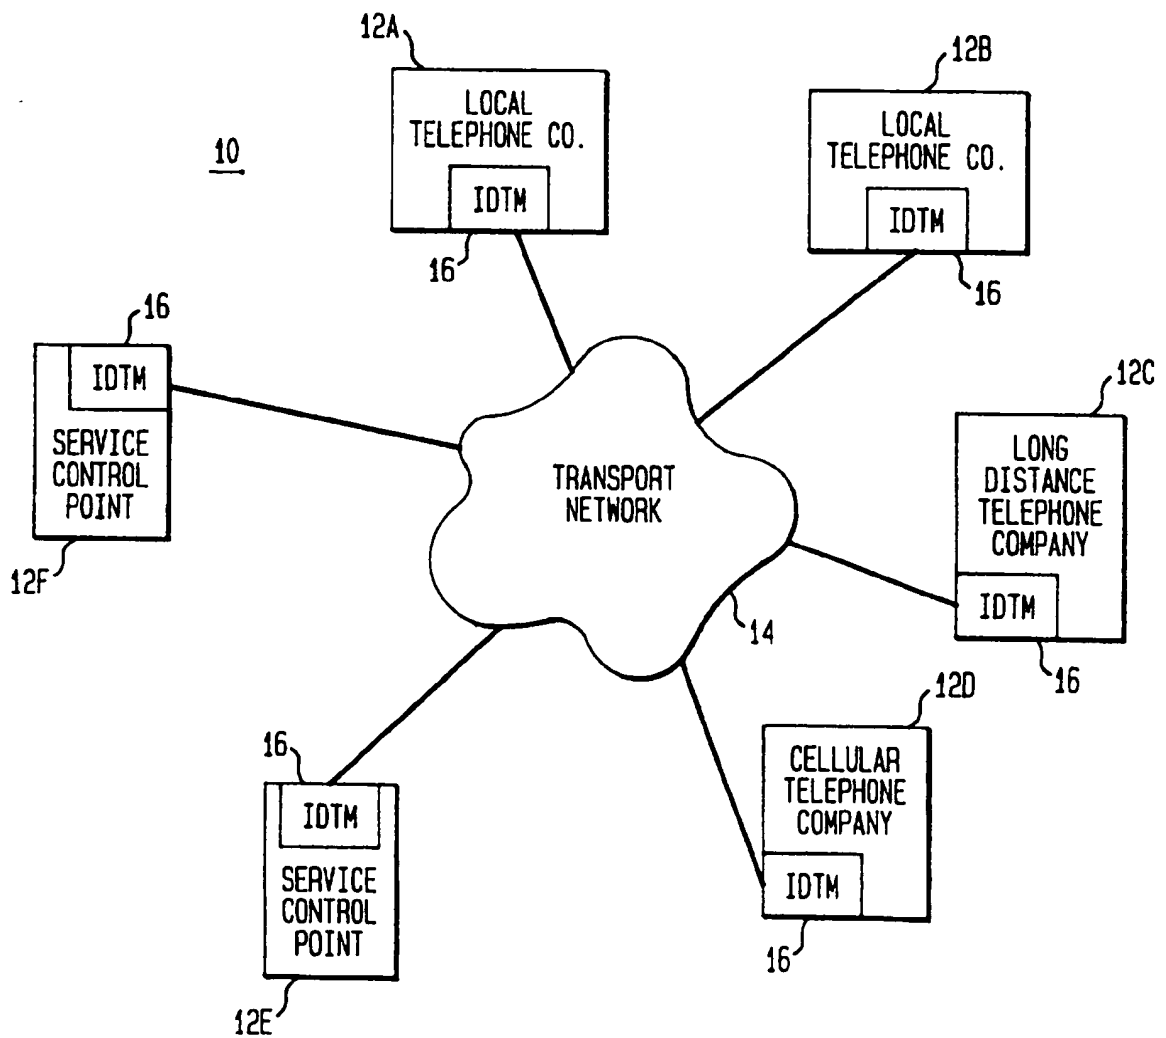 12A
12B
10
LOCAL
TELEPHONE CO.
IDTM
16
LOCAL
TELEPHONE CO.
IDTM
16
16
IDTM
SERVICE
CONTROL
POINT
12F
TRANSPORT
NETWORK
14
12C
LONG
DISTANCE
TELEPHONE
COMPANY
IDTM
16
12D
CELLULAR
TELEPHONE
COMPANY
IDTM
16
16
IDTM
SERVICE
CONTROL
POINT
12E